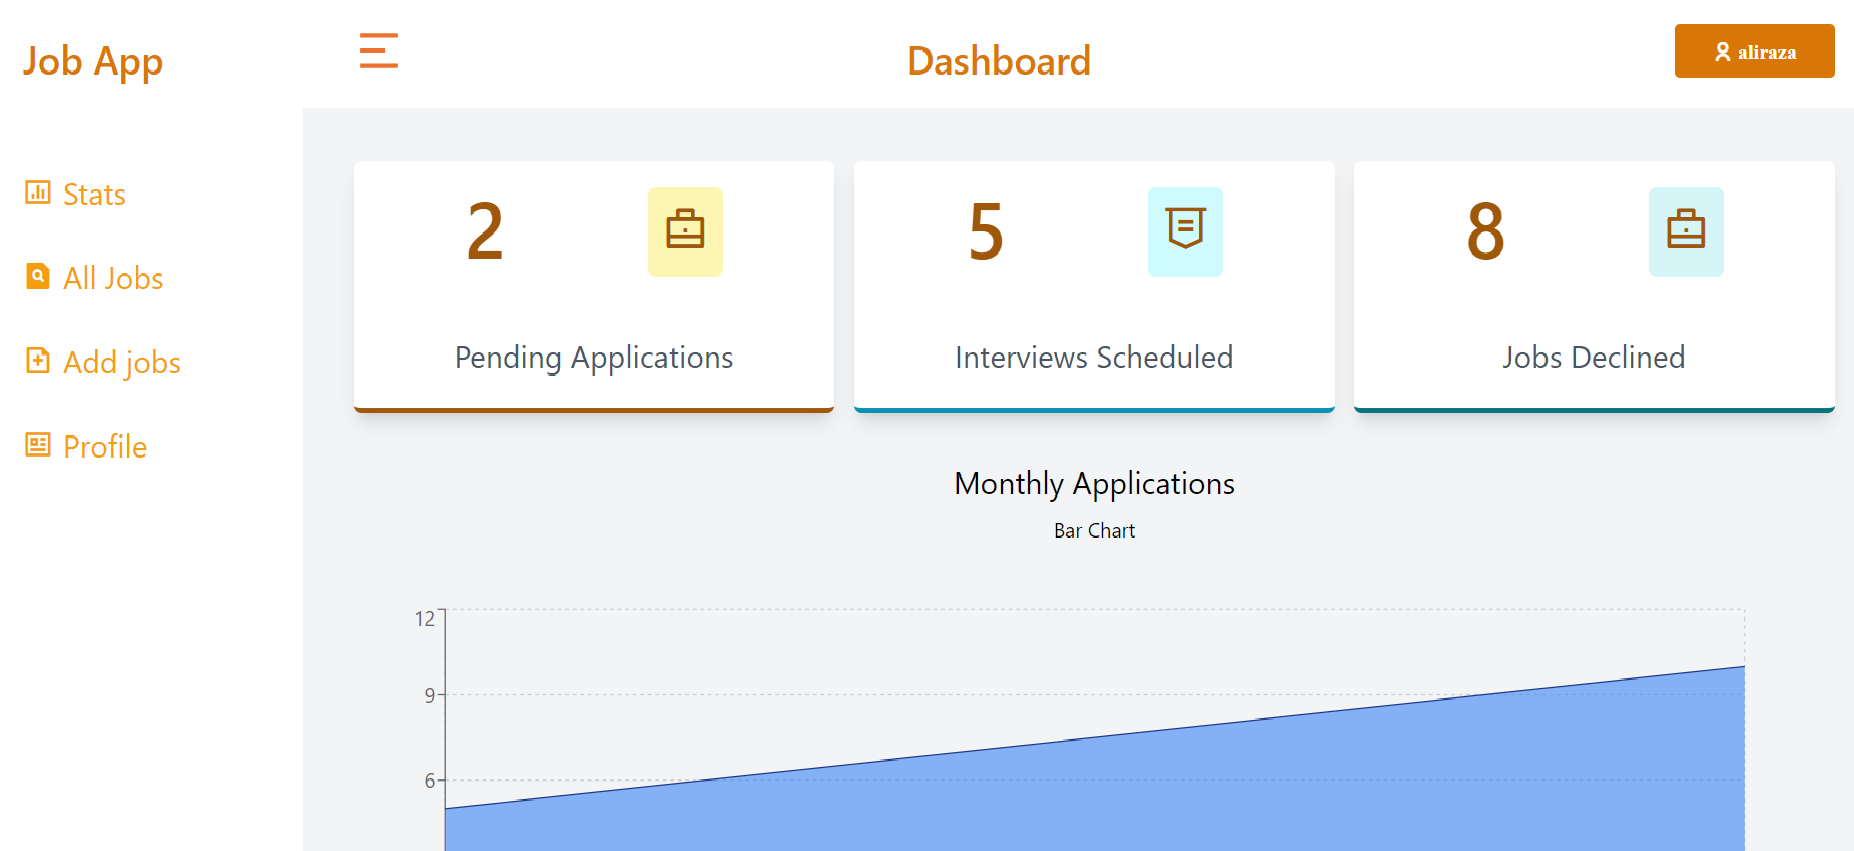 Job App
Dashboard
aliraza
Stats
All Jobs
Add jobs
Profile
2
Pending Applications
5
Interviews Scheduled
8
Jobs Declined
Monthly Applications
Bar Chart
12
9
6